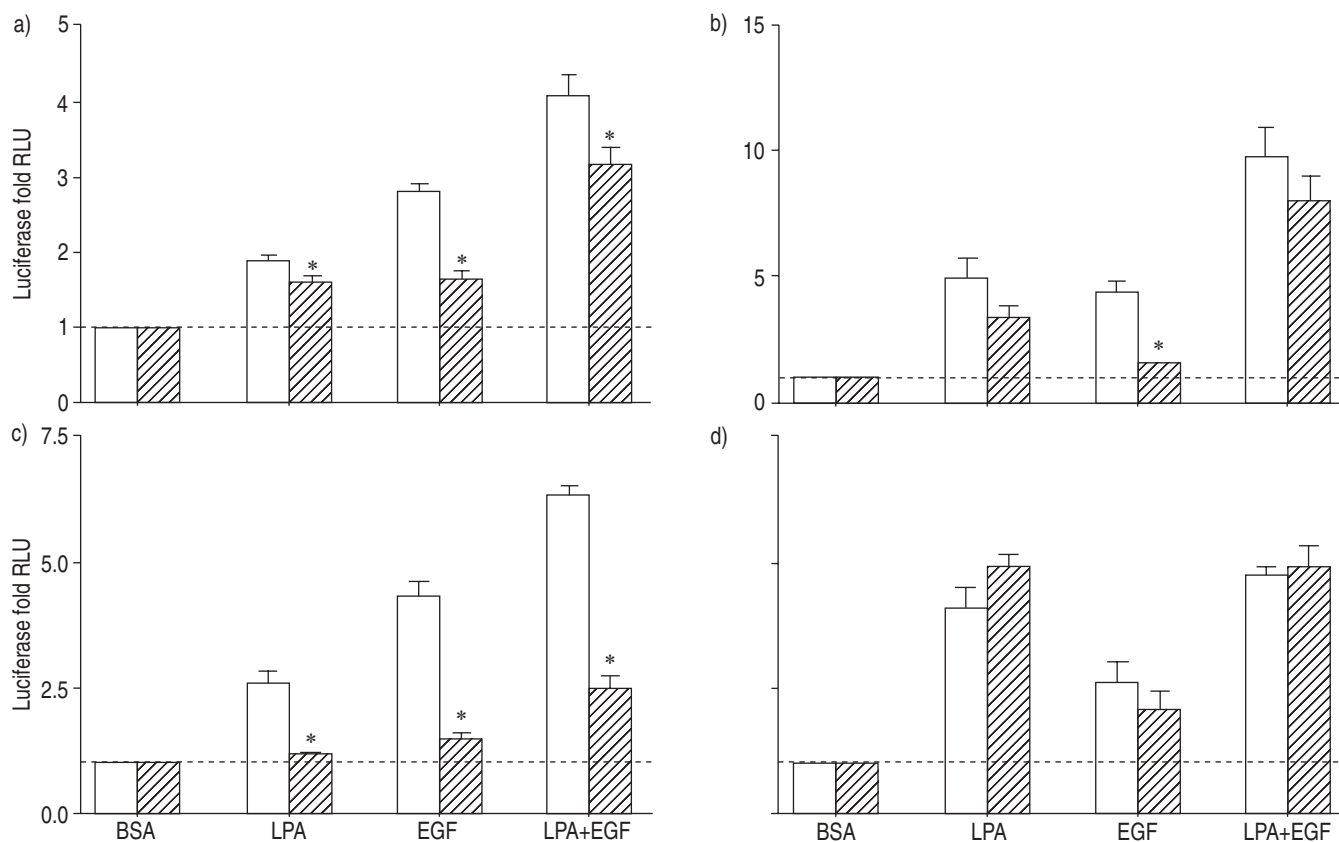 a)
5
4
3
2
1
0
Luciferase fold RLU
*
*
*
b)
15
10
5
0
*
c)
7.5
5.0
2.5
0.0
Luciferase fold RLU
*
*
*
BSA LPA EGF LPA+EGF
d)
BSA LPA EGF LPA+EGF